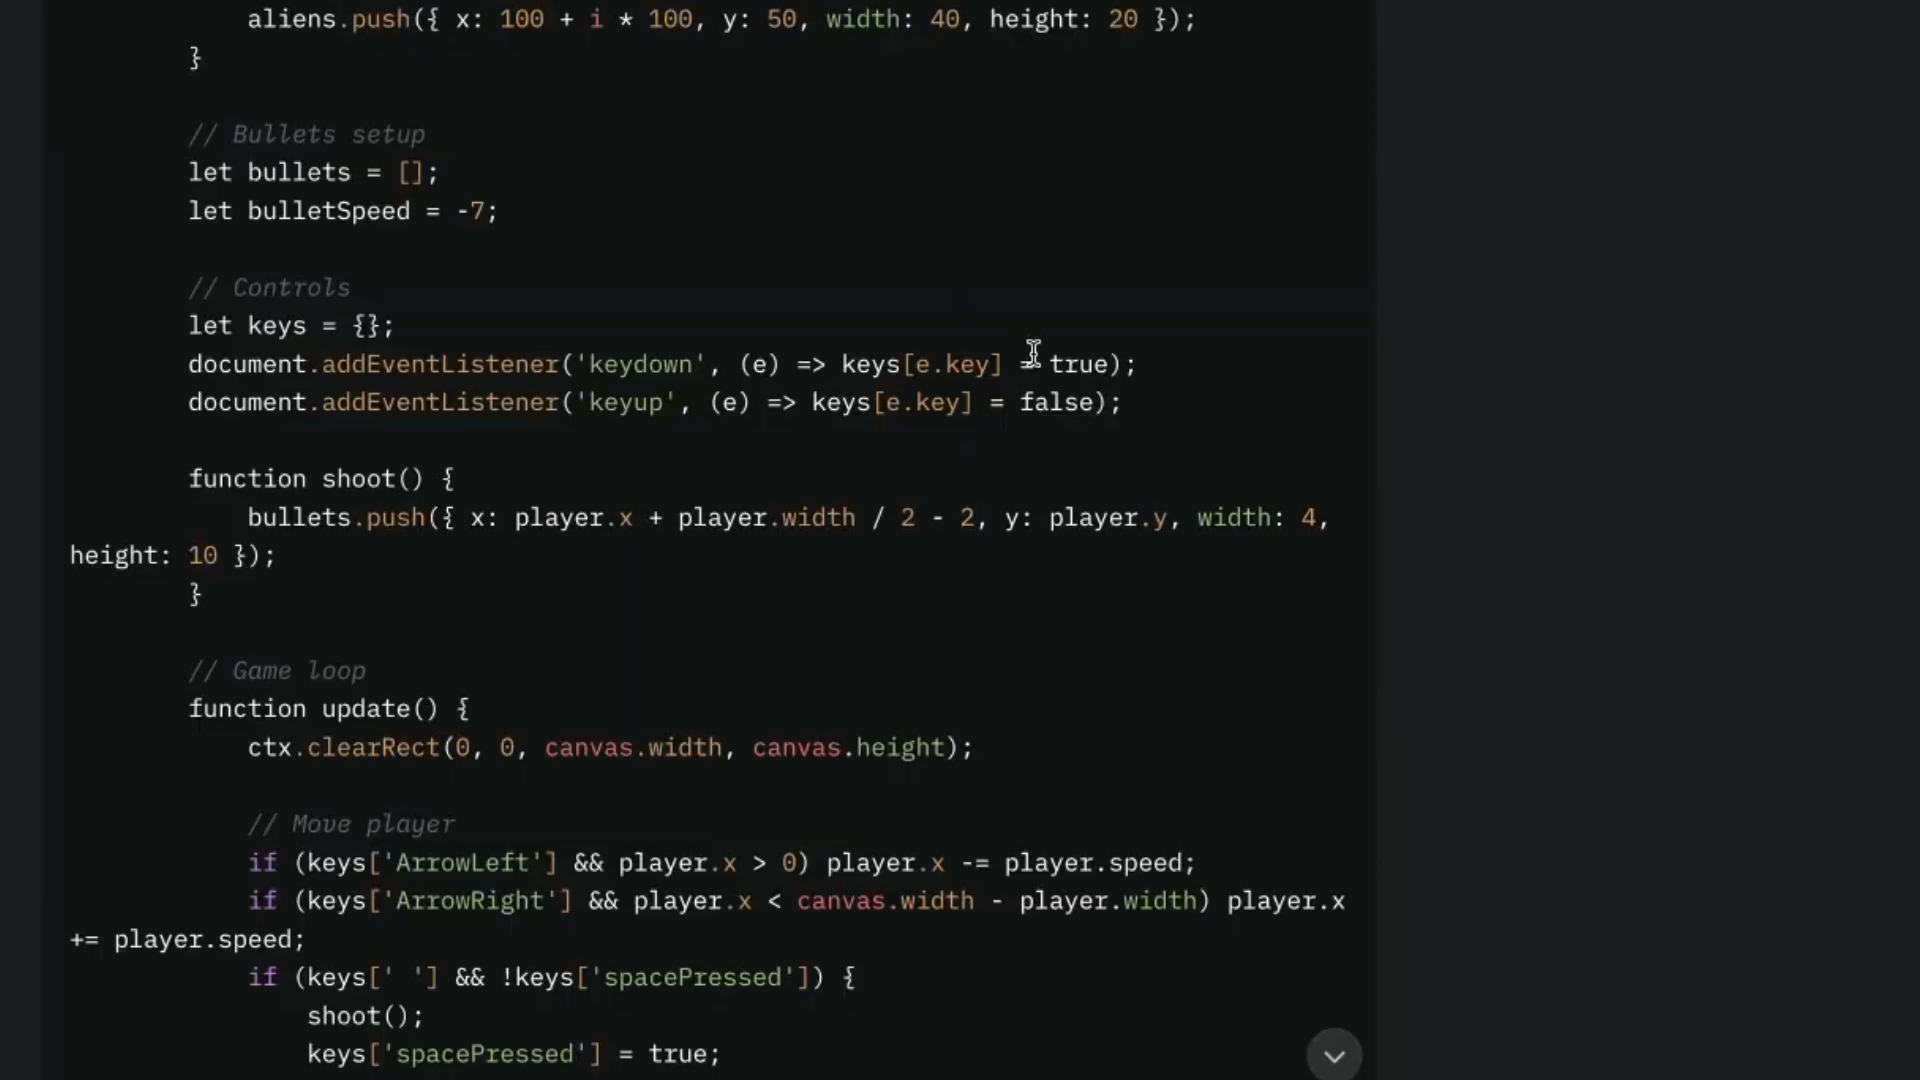 aliens.push({ x: 100 + i * 100, y: 50, width: 40, height: 20 });
}
// Bullets setup
let bullets = [];
let bulletSpeed = -7;
// Controls
let keys = {};
document.addEventListener('keydown', (e) => keys[e.key] = true);
document.addEventListener('keyup', (e) => keys[e.key] = false);
function shoot() {
bullets.push({ x: player.x + player.width / 2 - 2, y: player.y, width: 4,
height: 10 });
}
// Game loop
function update() {
ctx.clearRect(0, 0, canvas.width, canvas.height);
// Move player
if (keys['ArrowLeft'] && player.x > 0) player.x -= player.speed;
if (keys['ArrowRight'] && player.x < canvas.width - player.width) player.x
+= player.speed;
if (keys[' '] && !keys['spacePressed']) {
shoot();
keys['spacePressed'] = true;